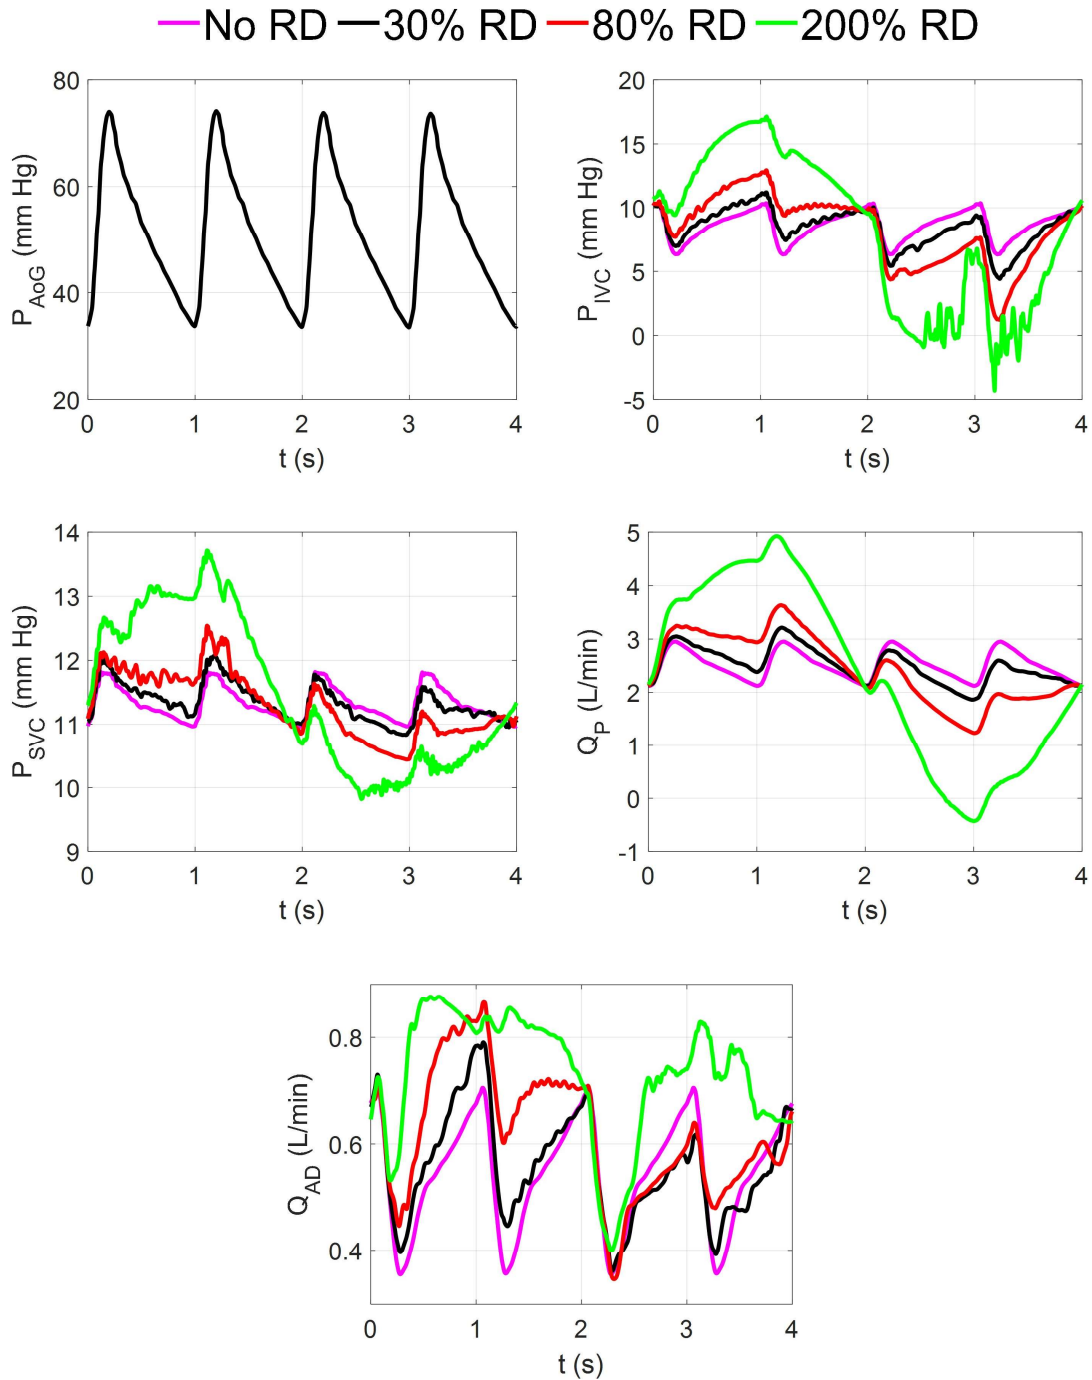 No RD 30% RD 80% RD 200% RD
80
60
40
20
P_AoG (mm Hg)
0 1 2 3 4
t (s)
20
15
10
5
0
-5
P_IVC (mm Hg)
0 1 2 3 4
t (s)
14
13
12
11
10
9
P_SVC (mm Hg)
0 1 2 3 4
t (s)
5
4
3
2
1
0
-1
Q_P (L/min)
0 1 2 3 4
t (s)
0.8
0.6
0.4
Q_AD (L/min)
0 1 2 3 4
t (s)